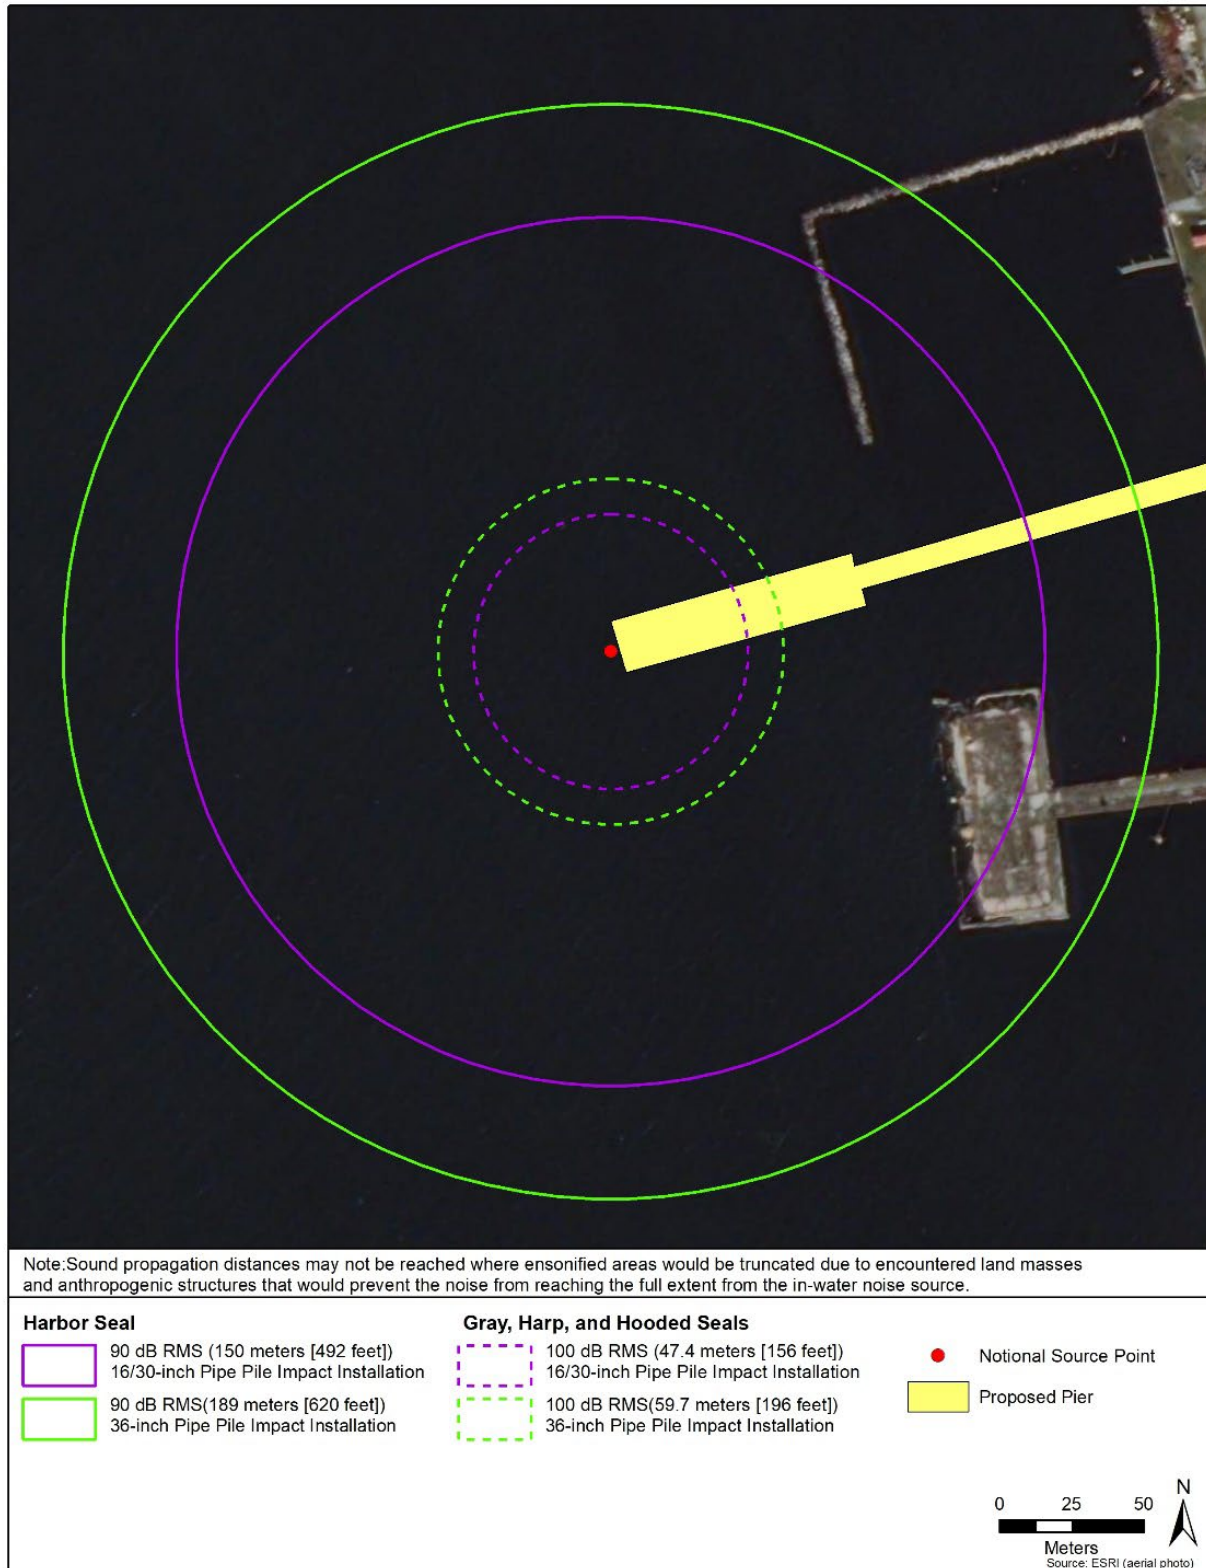 Note:Sound propagation distances may not be reached where ensonified areas would be truncated due to encountered land masses
and anthropogenic structures that would prevent the noise from reaching the full extent from the in-water noise source.
Harbor Seal
90 dB RMS (150 meters [492 feet])
16/30-inch Pipe Pile Impact Installation
90 dB RMS(189 meters [620 feet])
36-inch Pipe Pile Impact Installation
Gray, Harp, and Hooded Seals
100 dB RMS (47.4 meters [156 feet])
16/30-inch Pipe Pile Impact Installation
100 dB RMS(59.7 meters [196 feet])
36-inch Pipe Pile Impact Installation
Notional Source Point
Proposed Pier
N
0 25 50
Meters
Source: ESRI (aerial photo)